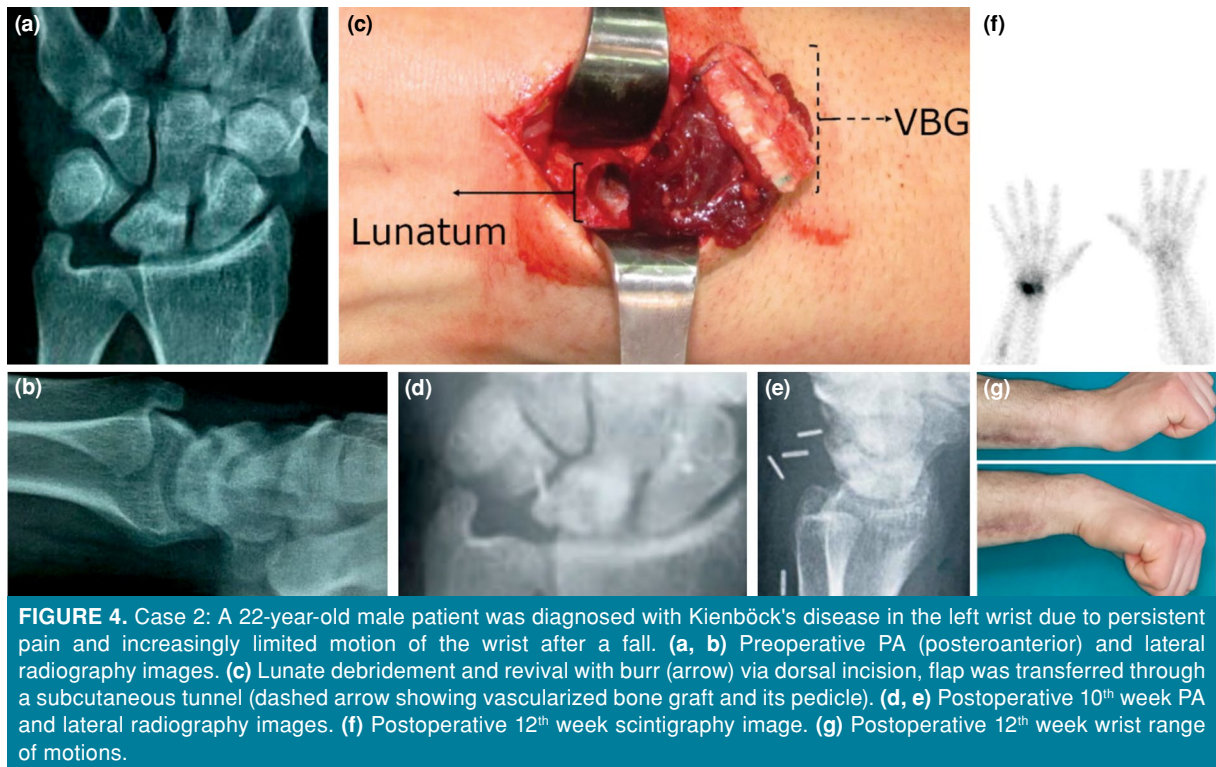 (a)
(c)
(f)
VBG
Lunatum
(b)
(d)
(e)
(g)
FIGURE 4. Case 2: A 22-year-old male patient was diagnosed with Kienböck's disease in the left wrist due to persistent
pain and increasingly limited motion of the wrist after a fall. (a, b) Preoperative PA (posteroanterior) and lateral
radiography images. (c) Lunate debridement and revival with burr (arrow) via dorsal incision, flap was transferred through
a subcutaneous tunnel (dashed arrow showing vascularized bone graft and its pedicle). (d, e) Postoperative 10th week PA
and lateral radiography images. (f) Postoperative 12th week scintigraphy image. (g) Postoperative 12th week wrist range
of motions.